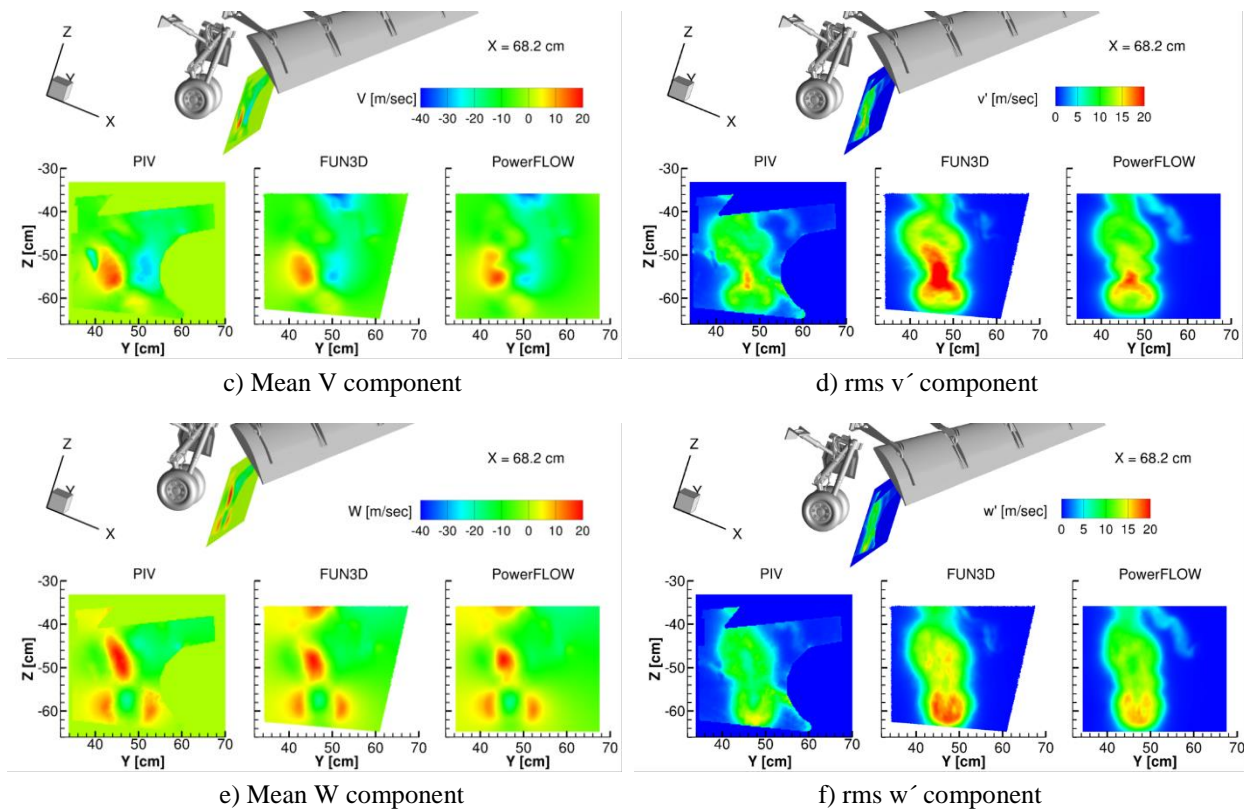 Z
Y
X
X = 68.2 cm
V [m/sec]
-40 -30 -20 -10 0 10 20
PIV FUN3D PowerFLOW
-30
-40
-50
-60
Z [cm]
40 50 60 70 40 50 60 70 40 50 60 70
Y [cm] Y [cm] Y [cm]
c) Mean V component
Z
Y
X
X = 68.2 cm
v' [m/sec]
0 5 10 15 20
PIV FUN3D PowerFLOW
-30
-40
-50
-60
Z [cm]
40 50 60 70 40 50 60 70 40 50 60 70
Y [cm] Y [cm] Y [cm]
d) rms v´ component
Z
Y
X
X = 68.2 cm
W [m/sec]
-40 -30 -20 -10 0 10 20
PIV FUN3D PowerFLOW
-30
-40
-50
-60
Z [cm]
40 50 60 70 40 50 60 70 40 50 60 70
Y [cm] Y [cm] Y [cm]
e) Mean W component
Z
Y
X
X = 68.2 cm
w' [m/sec]
0 5 10 15 20
PIV FUN3D PowerFLOW
-30
-40
-50
-60
Z [cm]
40 50 60 70 40 50 60 70 40 50 60 70
Y [cm] Y [cm] Y [cm]
f) rms w´ component